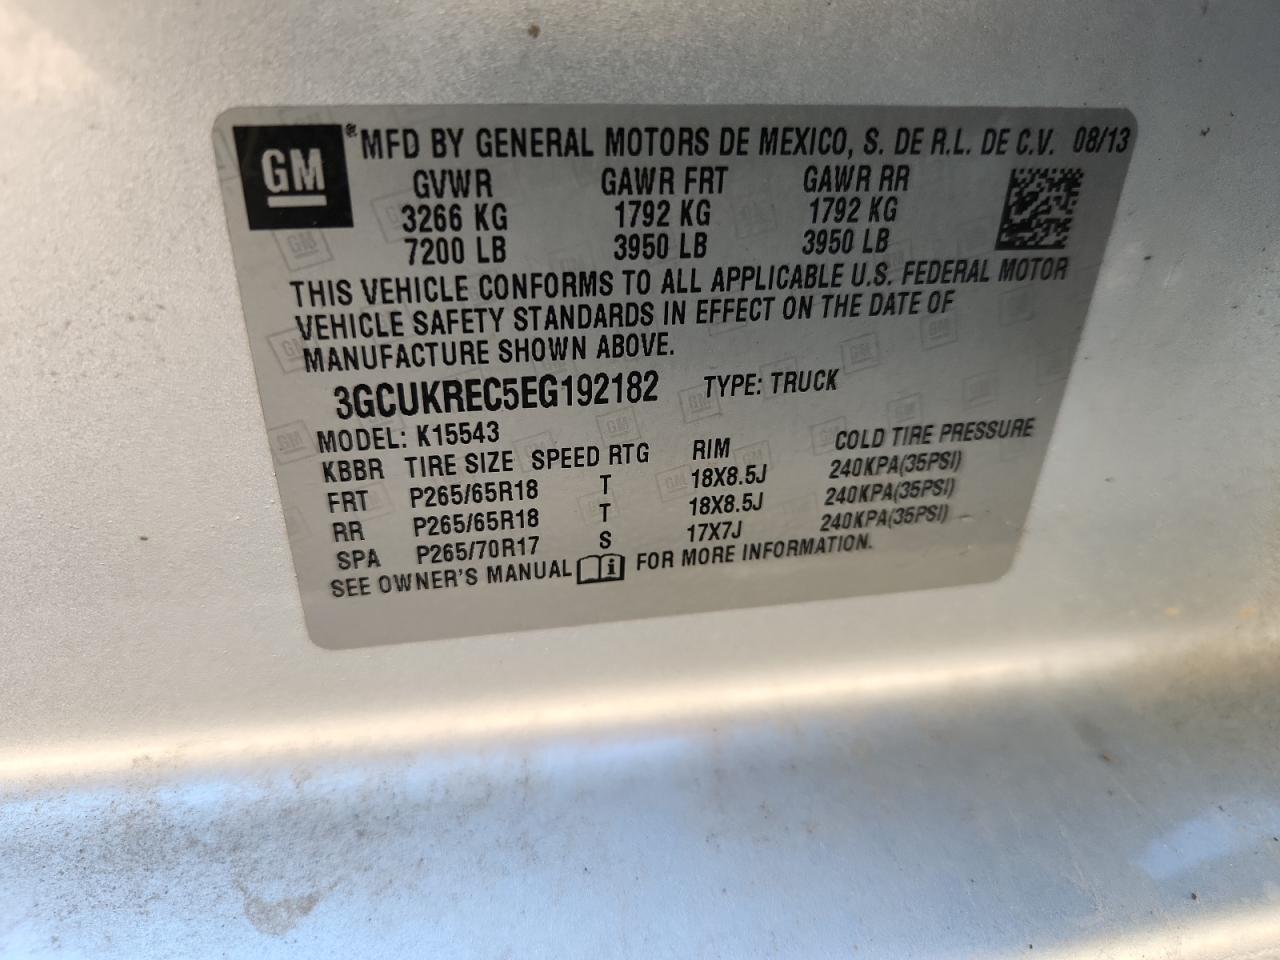 GM
®
MFD BY GENERAL MOTORS DE MEXICO, S. DE R.L. DE C.V. 08/13
GVWR GAWR FRT GAWR RR
3266 KG 1792 KG 1792 KG
7200 LB 3950 LB 3950 LB
THIS VEHICLE CONFORMS TO ALL APPLICABLE U.S. FEDERAL MOTOR
VEHICLE SAFETY STANDARDS IN EFFECT ON THE DATE OF
MANUFACTURE SHOWN ABOVE.
3GCUKREC5EG192182 TYPE: TRUCK
MODEL: K15543
KBBR TIRE SIZE SPEED RTG RIM COLD TIRE PRESSURE
FRT P265/65R18 T 18X8.5J 240KPA(35PSI)
RR P265/65R18 T 18X8.5J 240KPA(35PSI)
SPA P265/70R17 S 17X7J 240KPA(35PSI)
SEE OWNER'S MANUAL i FOR MORE INFORMATION.